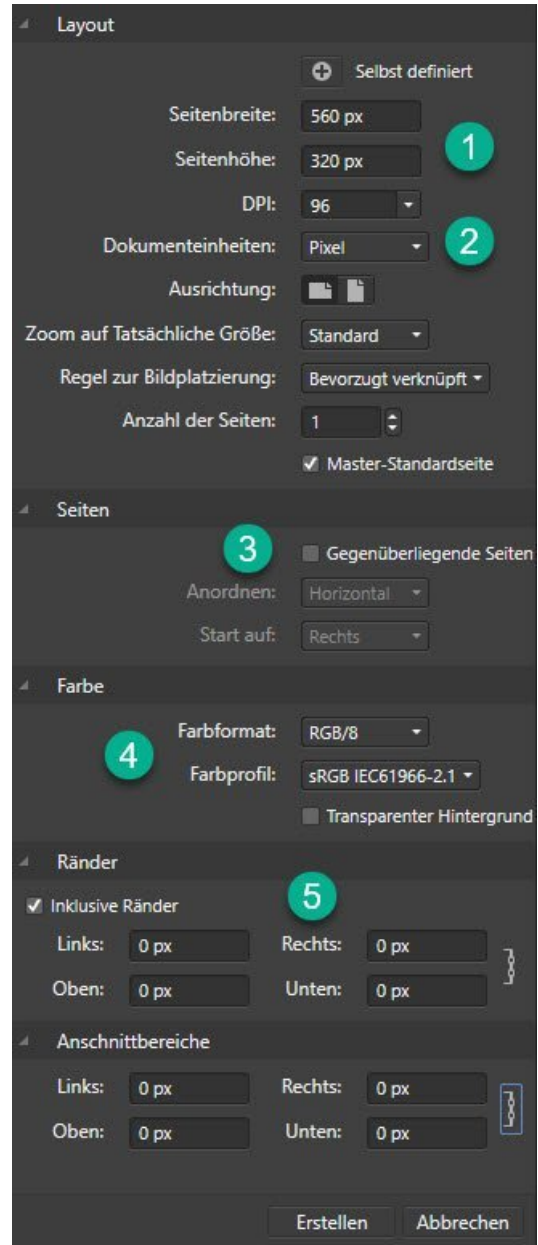 Layout
Selbst definiert
Seitenbreite: 560 px
1
Seitenhöhe: 320 px
DPI: 96
Dokumenteinheiten: Pixel 2
Ausrichtung:
Zoom auf Tatsächliche Größe: Standard
Regel zur Bildplatzierung: Bevorzugt verknüpft
Anzahl der Seiten: 1
Master-Standardseite
Seiten
3 Gegenüberliegende Seiten
Anordnen: Horizontal
Start auf: Rechts
Farbe
Farbformat: RGB/8
4
Farbprofil: sRGB IEC61966-2.1
Transparenter Hintergrund
Ränder
Inklusive Ränder 5
Links: 0 px Rechts: 0 px
Oben: 0 px Unten: 0 px
Anschnittbereiche
Links: 0 px Rechts: 0 px
Oben: 0 px Unten: 0 px
Erstellen Abbrechen